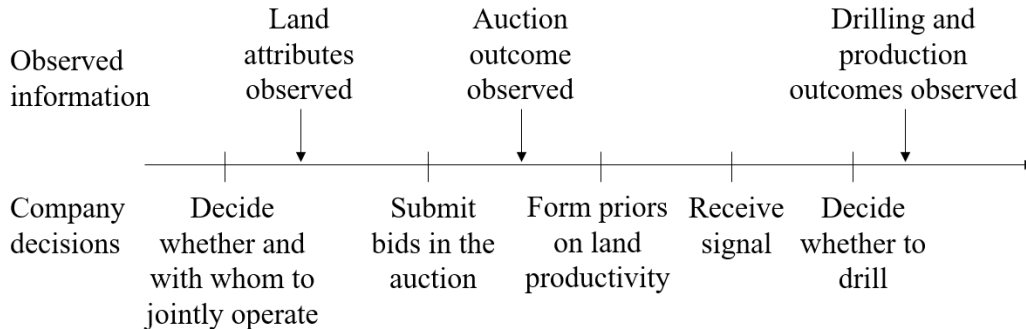 Observed
information
Land
attributes
observed
Auction
outcome
observed
Drilling and
production
outcomes observed
Company
decisions
Decide
whether and
with whom to
jointly operate
Submit
bids in the
auction
Form priors
on land
productivity
Receive
signal
Decide
whether to
drill